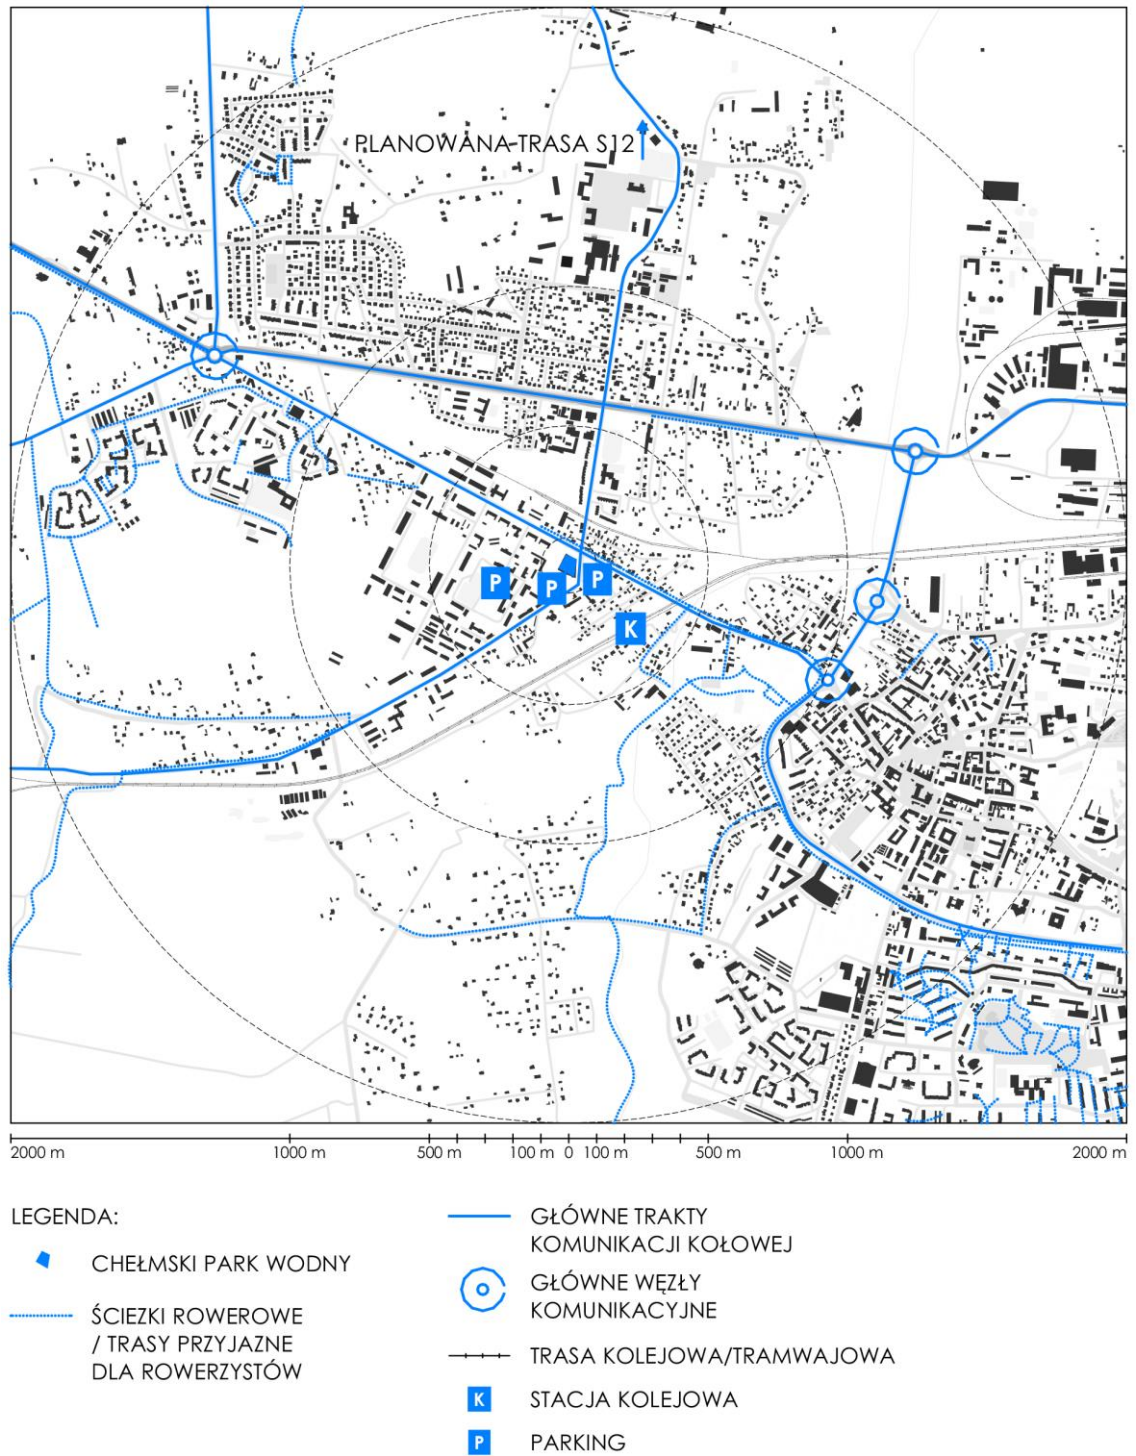 PLANOWANA TRASA S12
P
P
P
K
2000 m 1000 m 500 m 100 m 0 100 m 500 m 1000 m 2000 m
LEGENDA:
CHEŁMSKI PARK WODNY
ŚCIEZKI ROWEROWE
/ TRASY PRZYJAZNE
DLA ROWERZYSTÓW
GŁÓWNE TRAKTY
KOMUNIKACJI KOŁOWEJ
GŁÓWNE WĘZŁY
KOMUNIKACYJNE
TRASA KOLEJOWA/TRAMWAJOWA
K STACJA KOLEJOWA
P PARKING